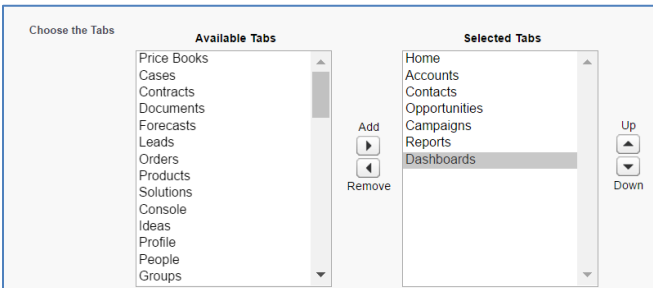 Choose the Tabs
Available Tabs
Price Books
Cases
Contracts
Documents
Forecasts
Leads
Orders
Products
Solutions
Console
Ideas
Profile
People
Groups
Add
Remove
Selected Tabs
Home
Accounts
Contacts
Opportunities
Campaigns
Reports
Dashboards
Up
Down